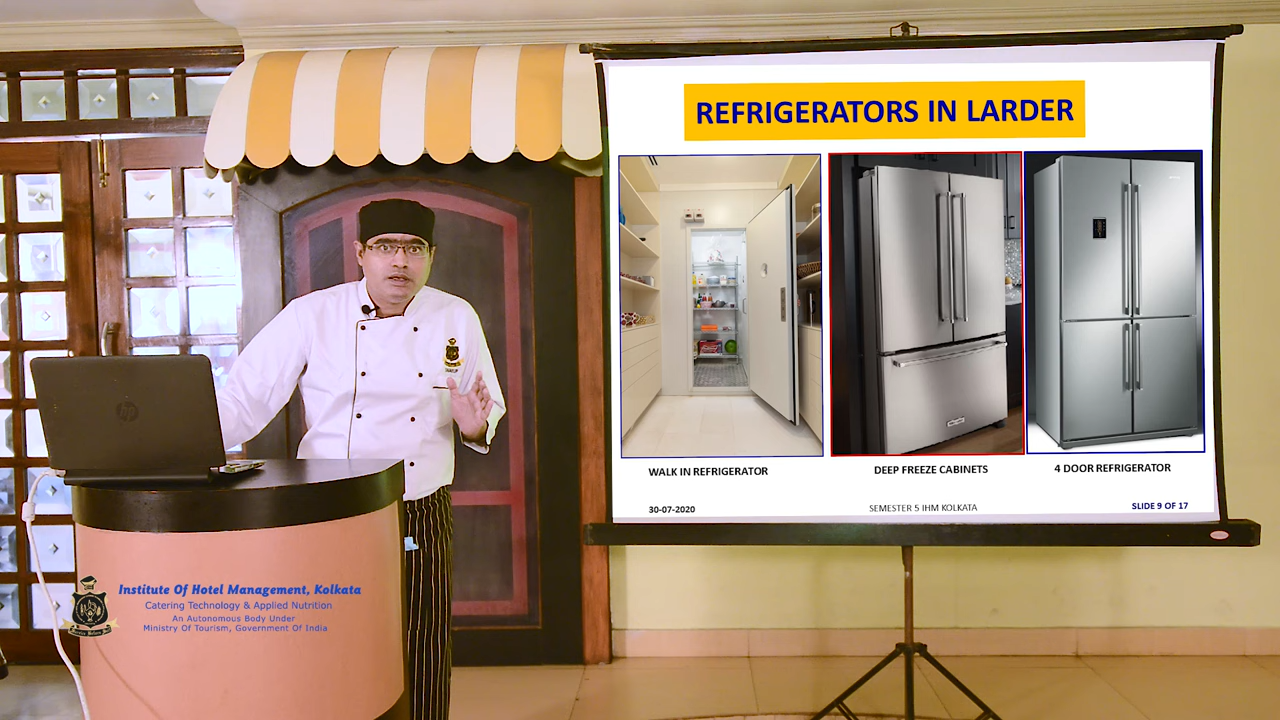 REFRIGERATORS IN LARDER
WALK IN REFRIGERATOR
DEEP FREEZE CABINETS
4 DOOR REFRIGERATOR
30-07-2020
SEMESTER 5 IHM KOLKATA
SLIDE 9 OF 17
hp
Institute Of Hotel Management, Kolkata
Catering Technology & Applied Nutrition
An Autonomous Body Under
Ministry Of Tourism, Government Of India